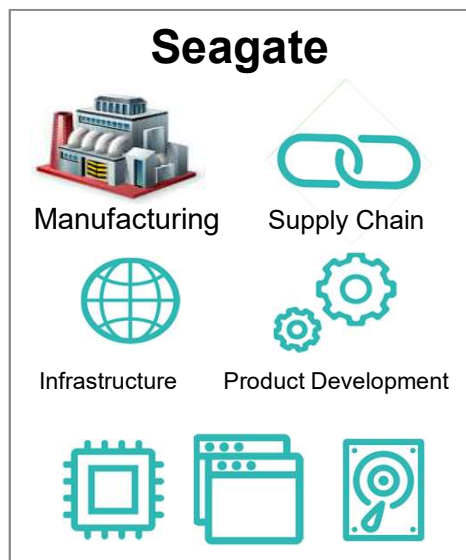 Seagate
Manufacturing
Supply Chain
Infrastructure
Product Development